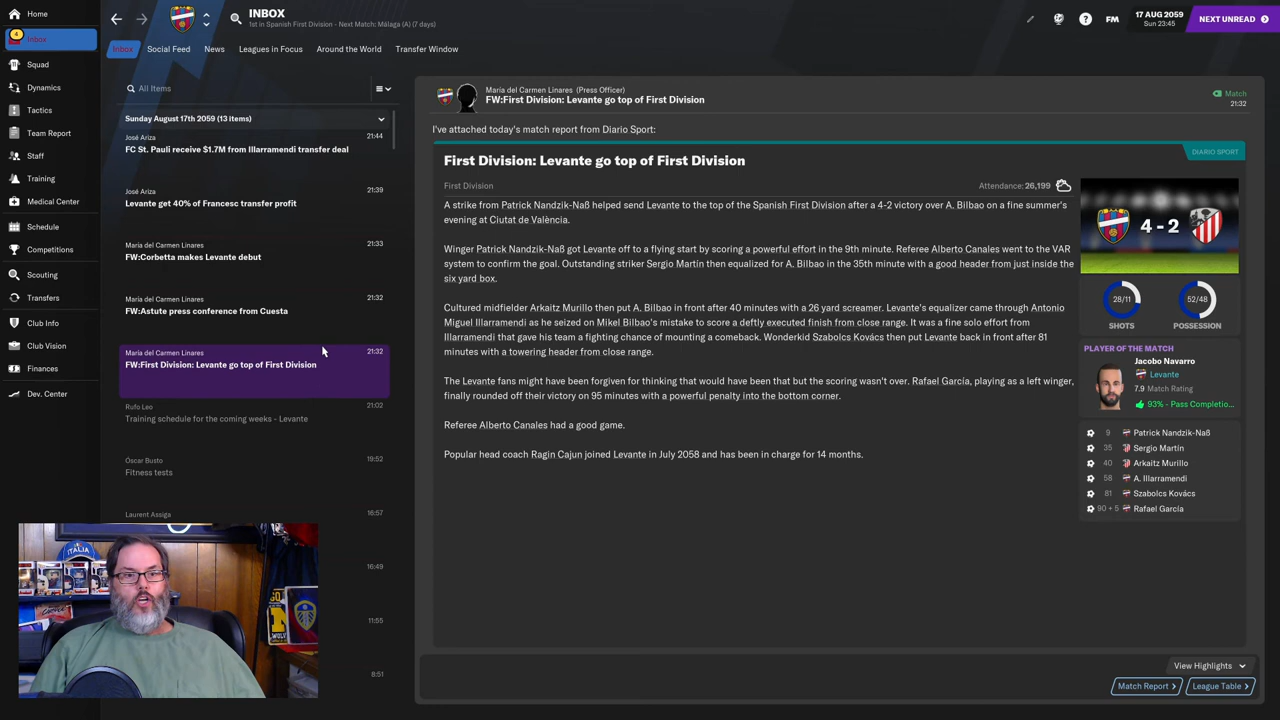 Home
Inbox
4
Squad
Dynamics
Tactics
Team Report
Staff
Training
Medical Center
Schedule
Competitions
Scouting
Transfers
Club Info
Club Vision
Finances
Dev. Center
INBOX
1st in Spanish First Division - Next Match: Málaga (A) (7 days)
FM
17 AUG 2059
SUN 23:45
NEXT UNREAD
Inbox
Social Feed
News
Leagues in Focus
Around the World
Transfer Window
All Items
Sunday August 17th 2059 (13 items)
José Ariza
21:44
FC St. Pauli receive $1.7M from Illarramendi transfer deal
José Ariza
21:39
Levante get 40% of Francesc transfer profit
María del Carmen Linares
21:33
FW:Corbetta makes Levante debut
María del Carmen Linares
21:32
FW:Astute press conference from Cuesta
María del Carmen Linares
21:32
FW:First Division: Levante go top of First Division
Rufo Leo
21:02
Training schedule for the coming weeks - Levante
Óscar Busto
19:52
Fitness tests
Laurent Assiga
16:57
16:49
11:55
8:51
ITALIA
María del Carmen Linares (Press Officer)
FW:First Division: Levante go top of First Division
Match
21:32
I've attached today's match report from Diario Sport:
DIARIO SPORT
First Division: Levante go top of First Division
First Division
Attendance: 26,199
A strike from Patrick Nandzik-Naß helped send Levante to the top of the Spanish First Division after a 4-2 victory over A. Bilbao on a fine summer's
evening at Ciutat de València.
Winger Patrick Nandzik-Naß got Levante off to a flying start by scoring a powerful effort in the 9th minute. Referee Alberto Canales went to the VAR
system to confirm the goal. Outstanding striker Sergio Martín then equalized for A. Bilbao in the 35th minute with a good header from just inside the
six yard box.
Cultured midfielder Arkaitz Murillo then put A. Bilbao in front after 40 minutes with a 26 yard screamer. Levante's equalizer came through Antonio
Miguel Illarramendi as he seized on Mikel Bilbao's mistake to score a deftly executed finish from close range. It was a fine solo effort from
Illarramendi that gave his team a fighting chance of mounting a comeback. Wonderkid Szabolcs Kovács then put Levante back in front after 81
minutes with a towering header from close range.
The Levante fans might have been forgiven for thinking that would have been that but the scoring wasn't over. Rafael García, playing as a left winger,
finally rounded off their victory on 95 minutes with a powerful penalty into the bottom corner.
Referee Alberto Canales had a good game.
Popular head coach Ragin Cajun joined Levante in July 2058 and has been in charge for 14 months.
4 - 2
28/11
SHOTS
52/48
POSSESSION
PLAYER OF THE MATCH
Jacobo Navarro
Levante
7.9 Match Rating
93% - Pass Completio...
9 Patrick Nandzik-Naß
35 Sergio Martín
40 Arkaitz Murillo
58 A. Illarramendi
81 Szabolcs Kovács
90 + 5 Rafael García
View Highlights
Match Report
League Table